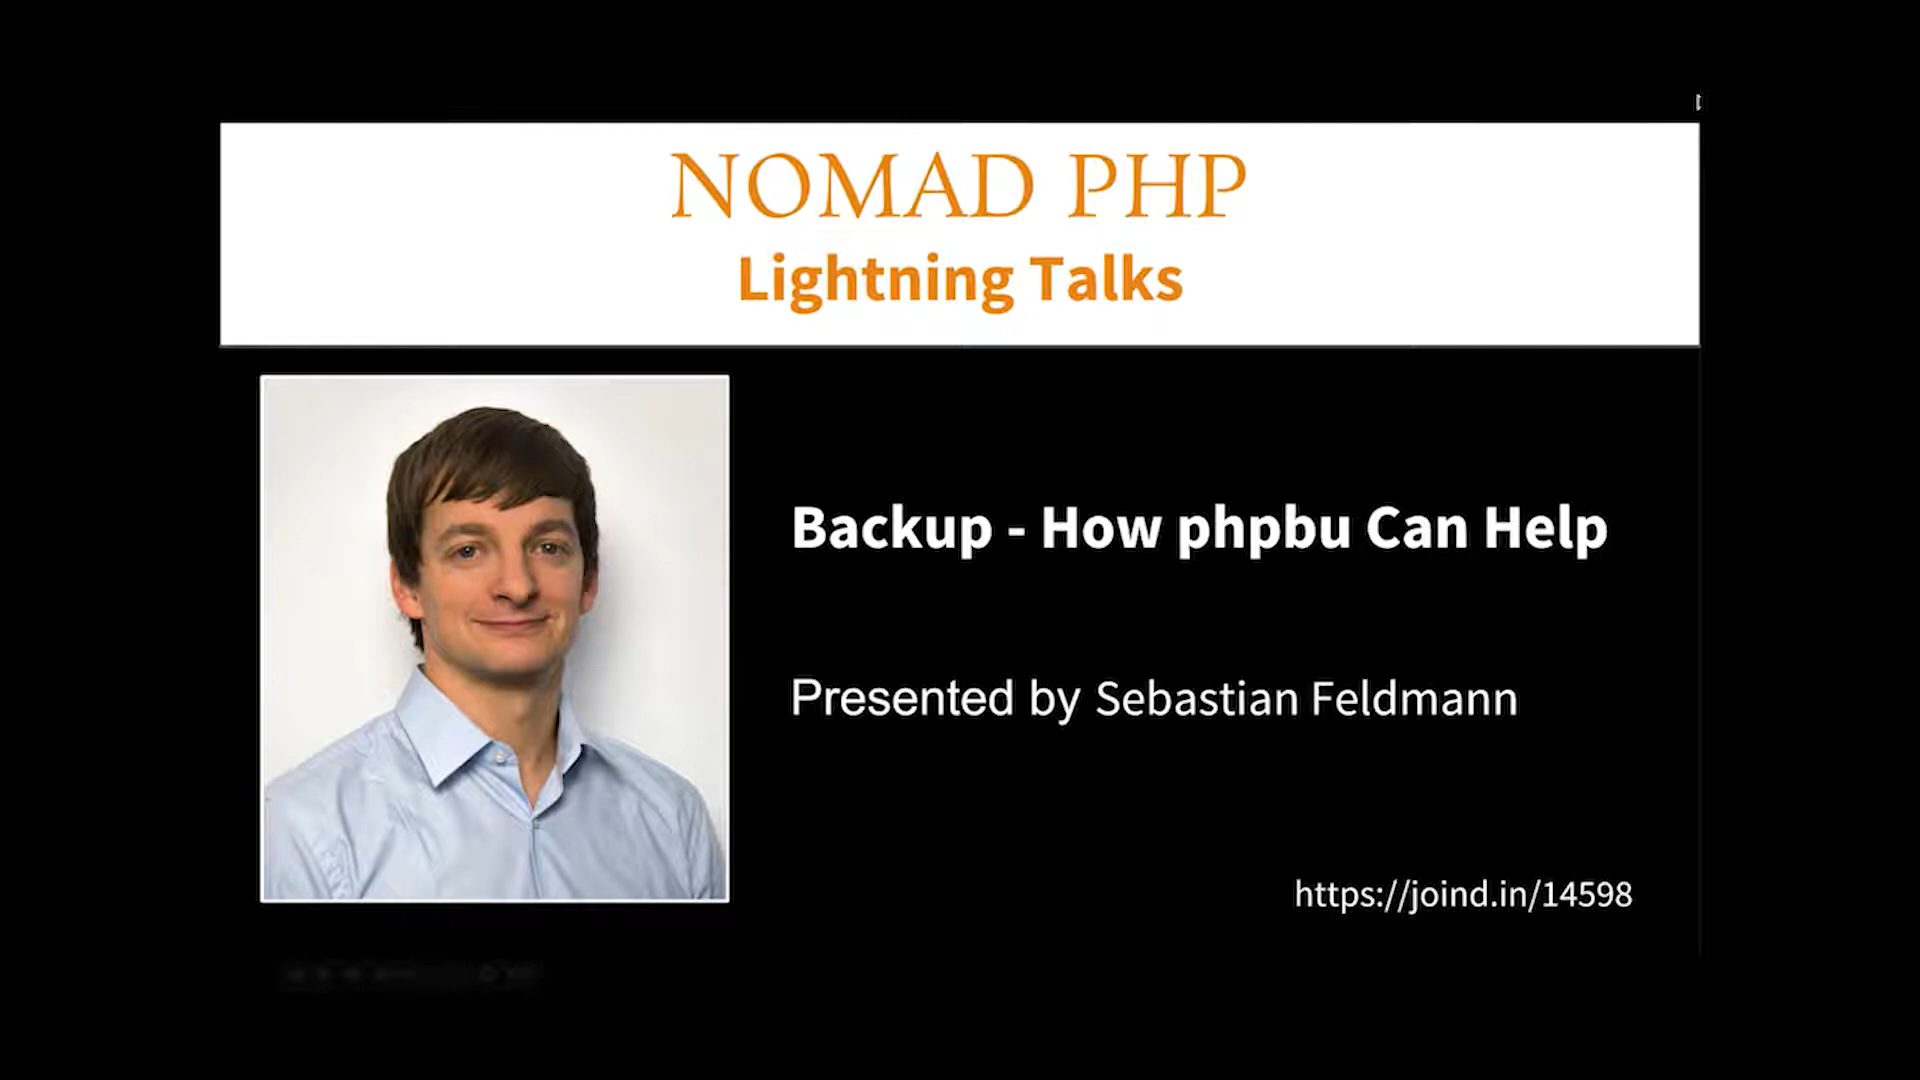 NOMAD PHP
Lightning Talks
Backup - How phpbu Can Help
Presented by Sebastian Feldmann
https://joind.in/14598